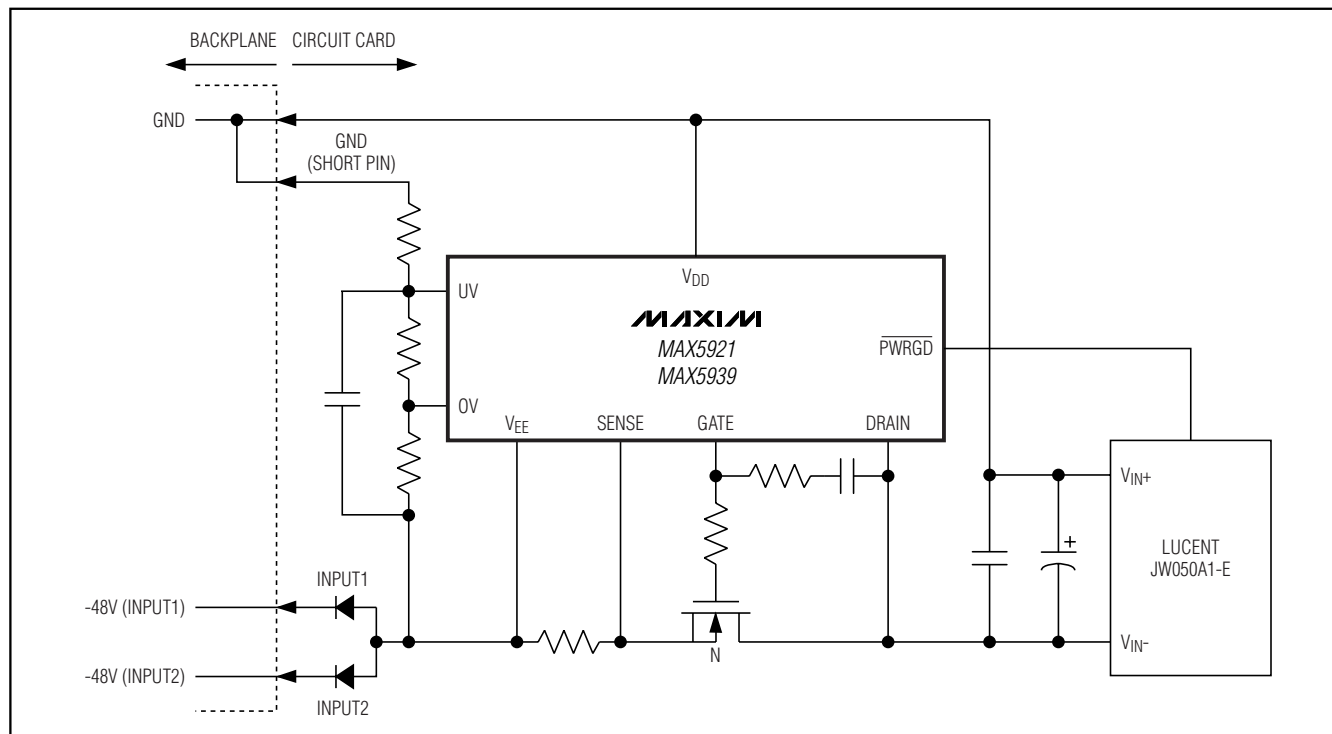 BACKPLANE CIRCUIT CARD
GND
GND
(SHORT PIN)
VDD
UV
MAXIM
MAX5921
MAX5939
PWRGD
OV
VEE SENSE GATE DRAIN
VIN+
+
LUCENT
JW050A1-E
INPUT1
-48V (INPUT1)
VIN-
N
-48V (INPUT2)
INPUT2